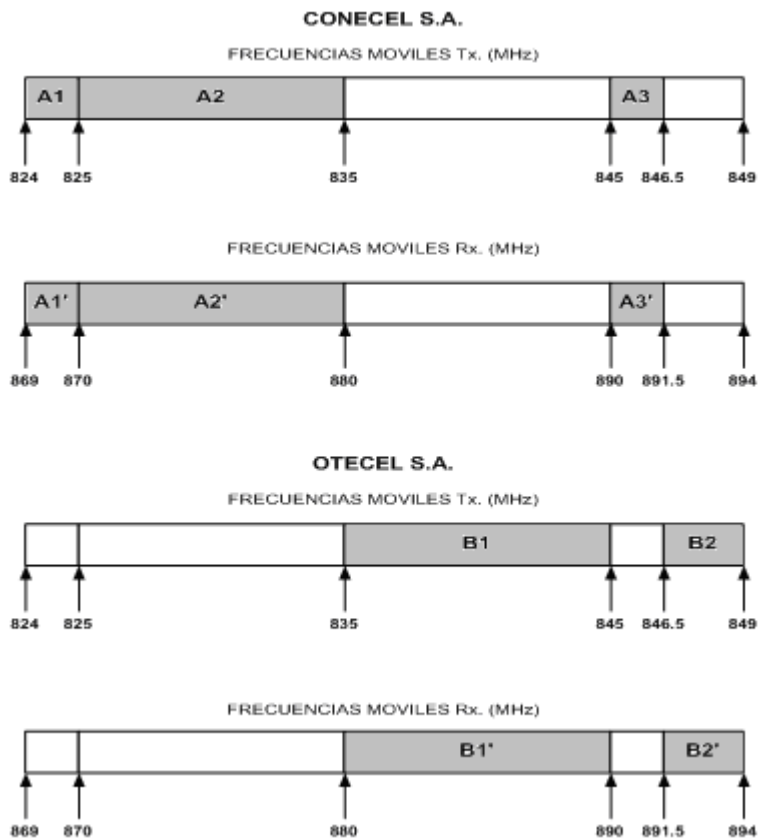 CONECEL S.A.
FRECUENCIAS MOVILES Tx. (MHz)
A1 A2 A3
824 825 835 845 846.5 849
FRECUENCIAS MOVILES Rx. (MHz)
A1' A2' A3'
869 870 880 890 891.5 894
OTECEL S.A.
FRECUENCIAS MOVILES Tx. (MHz)
B1 B2
824 825 835 845 846.5 849
FRECUENCIAS MOVILES Rx. (MHz)
B1' B2'
869 870 880 890 891.5 894